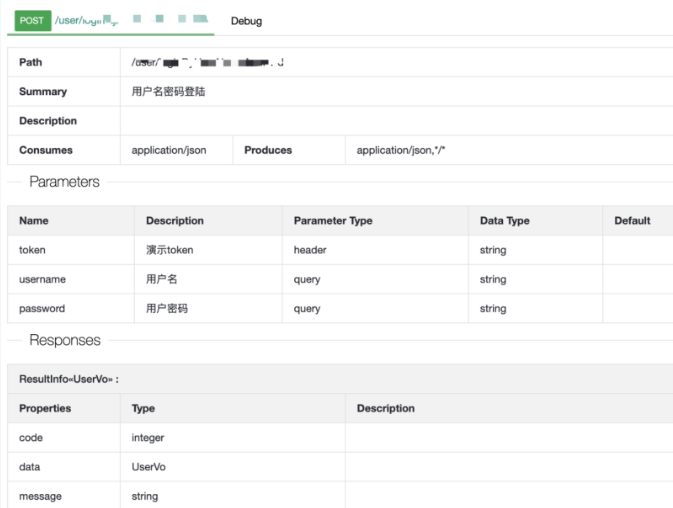 POST /user/ Debug
Path /user/
Summary 用户名密码登陆
Description
Consumes application/json Produces application/json,*/*
Parameters
Name Description Parameter Type Data Type Default
token 演示token header string
username 用户名 query string
password 用户密码 query string
Responses
ResultInfo«UserVo» :
Properties Type Description
code integer
data UserVo
message string